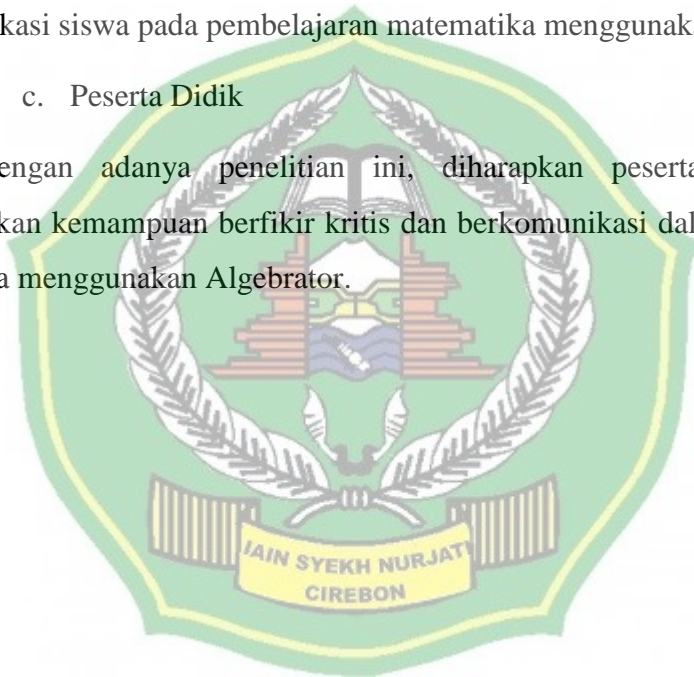 kasi siswa pada pembelajaran matematika menggunaka
c. Peserta Didik
engan adanya penelitian ini, diharapkan peserta
kan kemampuan berfikir kritis dan berkomunikasi dal
a menggunakan Algebrator.
IAIN SYEKH NURJATI
CIREBON